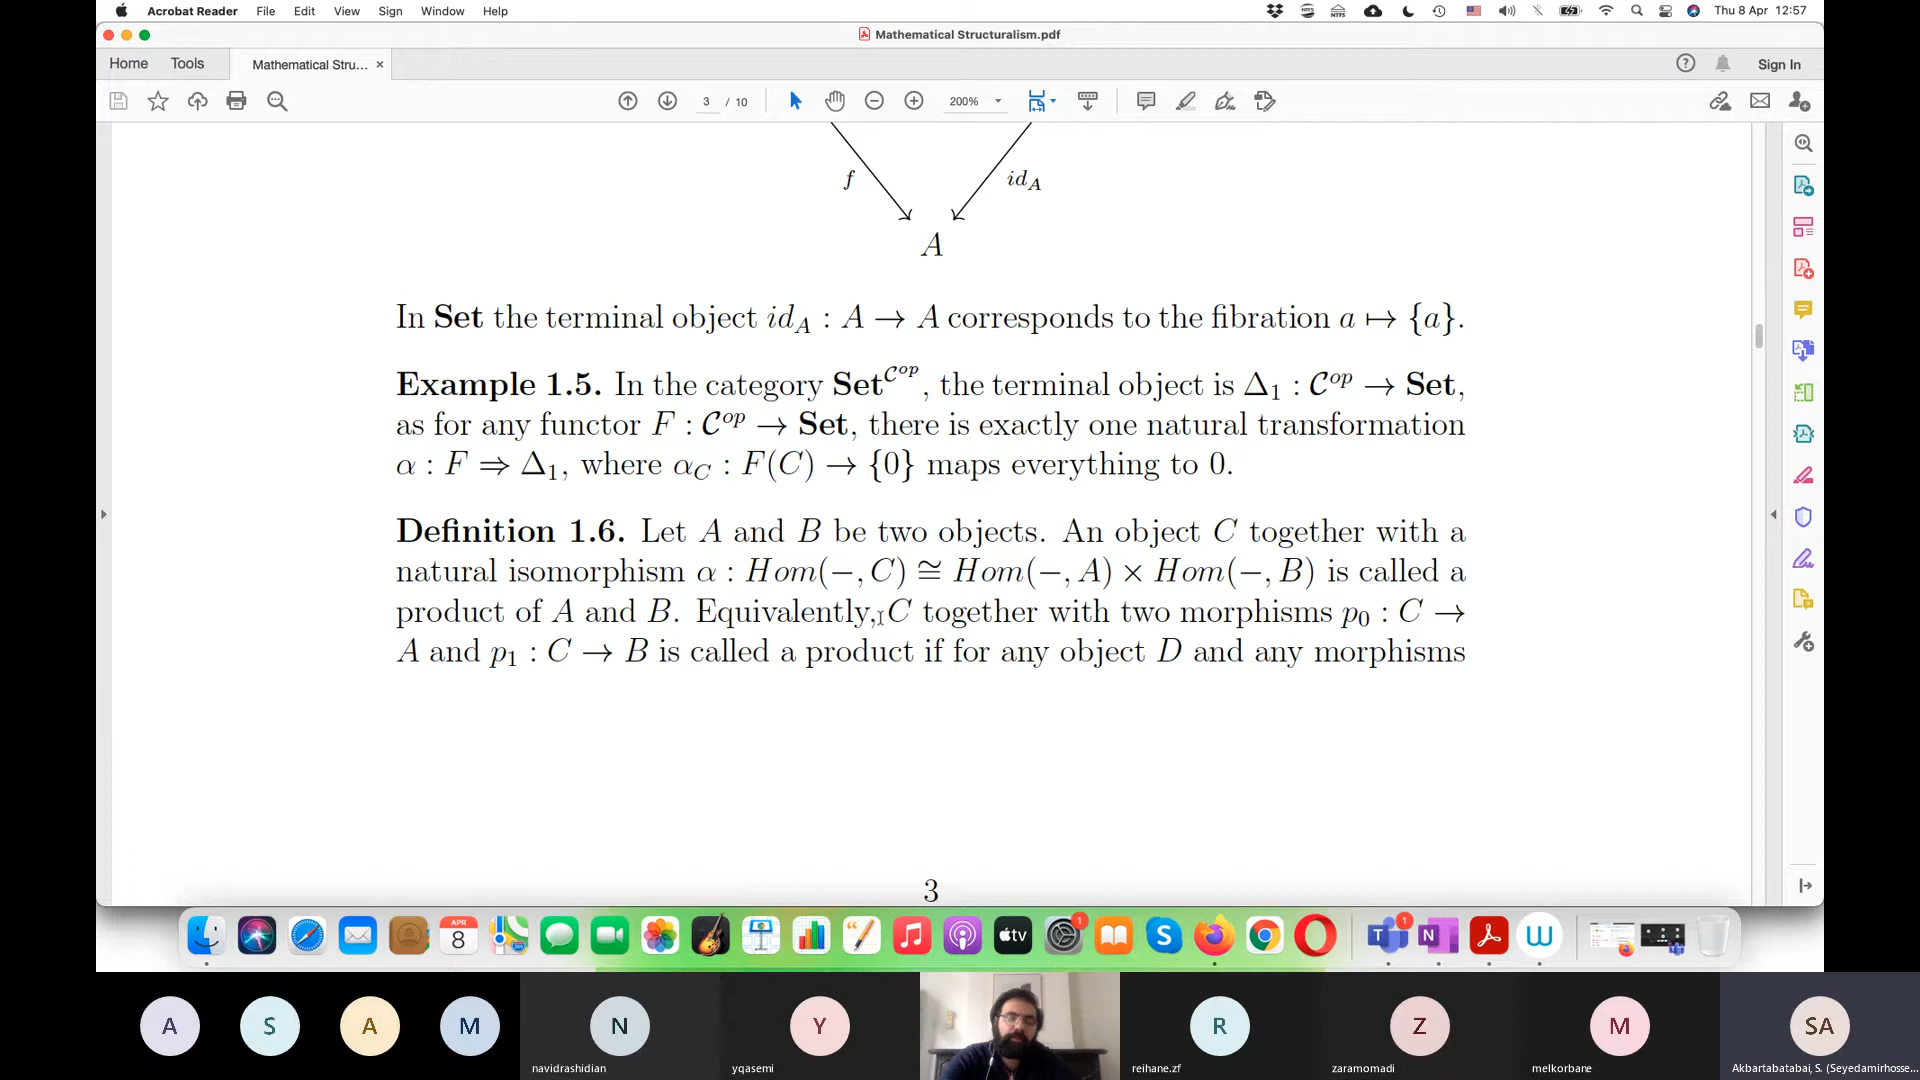 Acrobat Reader File Edit View Sign Window Help Thu 8 Apr 12:57
Mathematical Structuralism.pdf
Home Tools Mathematical Stru... × Sign In
3 / 10 200%
f id_A
A
In Set the terminal object id_A : A → A corresponds to the fibration a ↦ {a}.
Example 1.5. In the category Set^{C^{op}}, the terminal object is Δ_1 : C^{op} → Set,
as for any functor F : C^{op} → Set, there is exactly one natural transformation
α : F ⇒ Δ_1, where α_C : F(C) → {0} maps everything to 0.
Definition 1.6. Let A and B be two objects. An object C together with a
natural isomorphism α : Hom(−, C) ≅ Hom(−, A) × Hom(−, B) is called a
product of A and B. Equivalently, C together with two morphisms p_0 : C →
A and p_1 : C → B is called a product if for any object D and any morphisms
3
APR
8
tv
1
1
A S A M N Y R Z M SA
navidrashidian yqasemi reihane.zf zaramomadi melkorbane Akbartabatabai, S. (Seyedamirhosse...